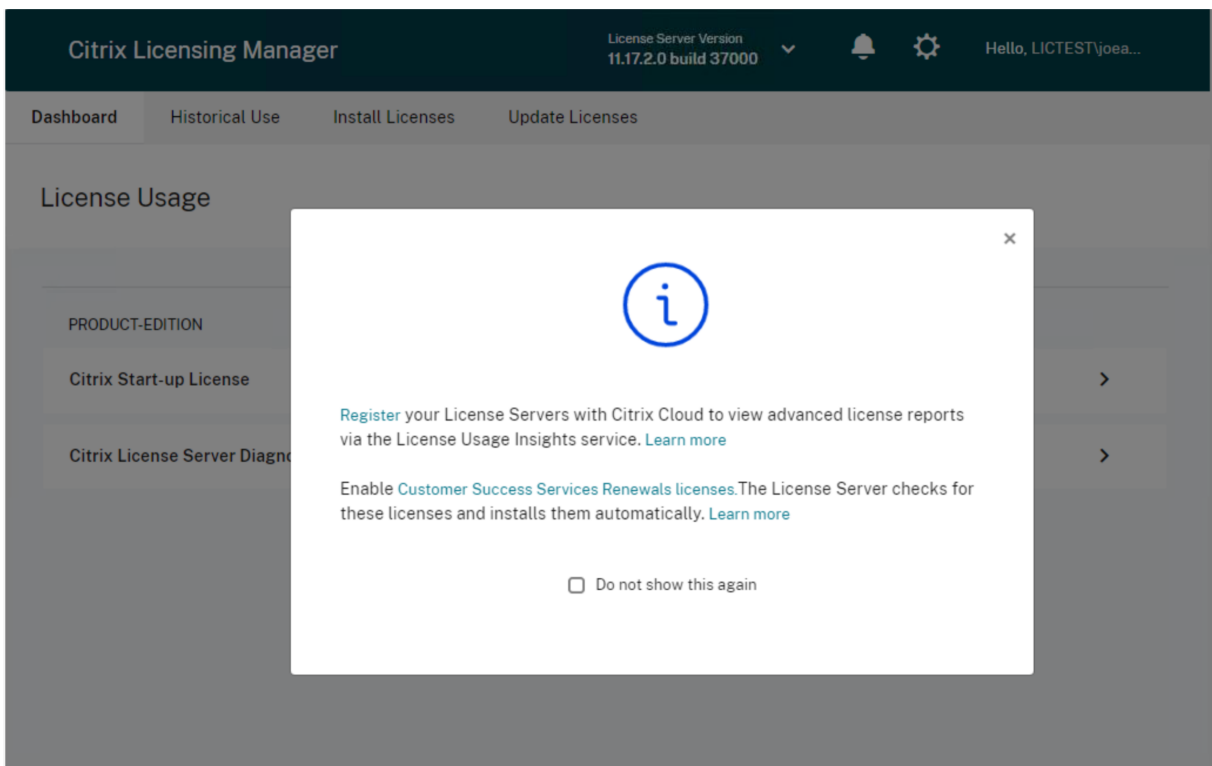 Citrix Licensing Manager
License Server Version
11.17.2.0 build 37000
Hello, LICTEST\joea...
Dashboard Historical Use Install Licenses Update Licenses
License Usage
PRODUCT-EDITION
Citrix Start-up License
Citrix License Server Diagno
Register your License Servers with Citrix Cloud to view advanced license reports
via the License Usage Insights service. Learn more
Enable Customer Success Services Renewals licenses.The License Server checks for
these licenses and installs them automatically. Learn more
Do not show this again